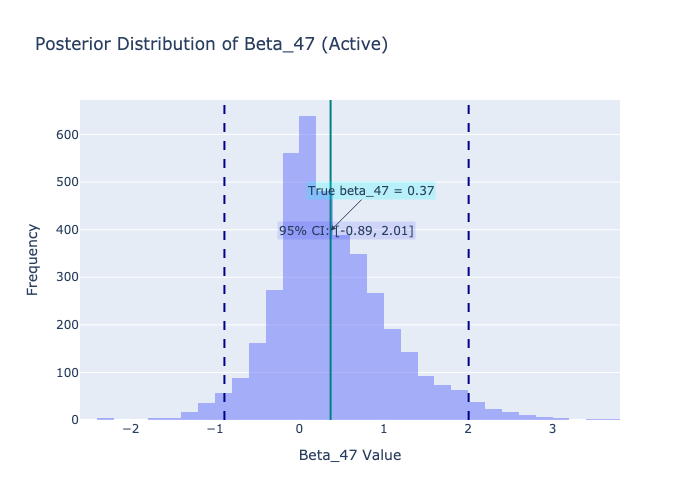 Posterior Distribution of Beta_47 (Active)
Frequency
600
500
400
300
200
100
0
True beta_47 = 0.37
95% CI: [-0.89, 2.01]
−2
−1
0
1
2
3
Beta_47 Value